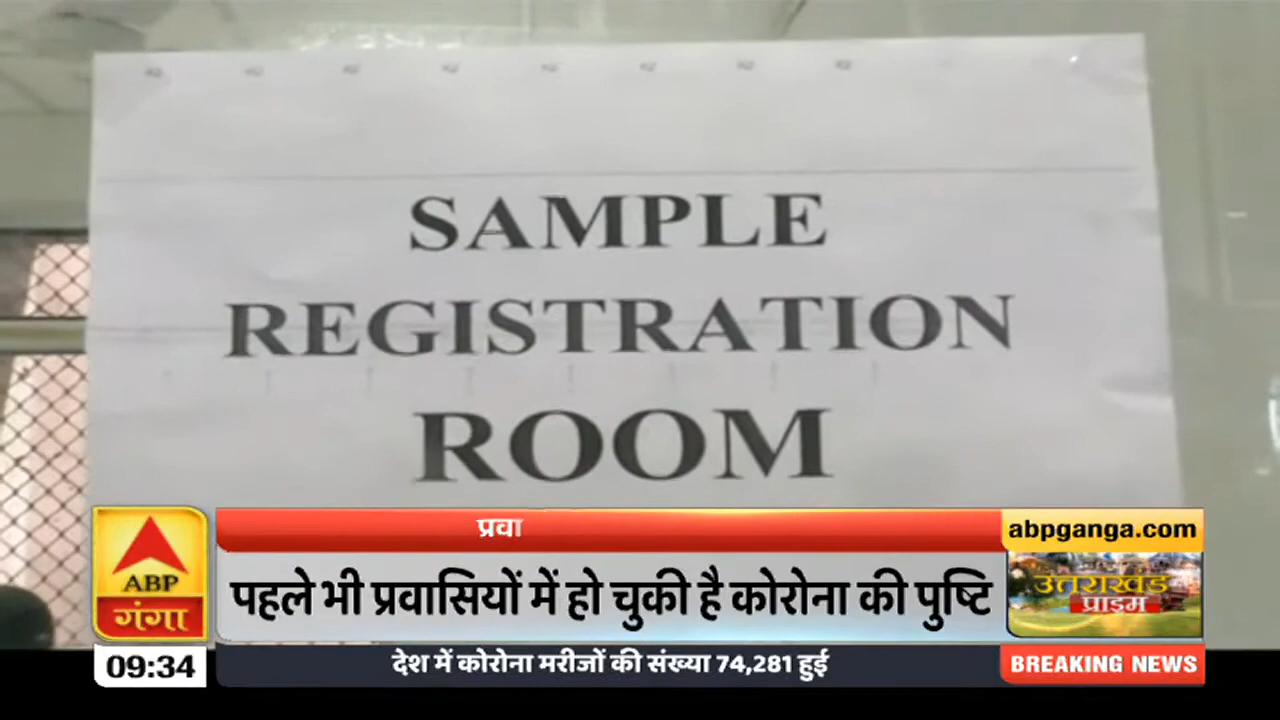 SAMPLE
REGISTRATION
ROOM
प्रवा
abpganga.com
ABP
गंगा
पहले भी प्रवासियों में हो चुकी है कोरोना की पुष्टि
उत्तराखंड
प्राइम
09:34
देश में कोरोना मरीजों की संख्या 74,281 हुई
BREAKING NEWS